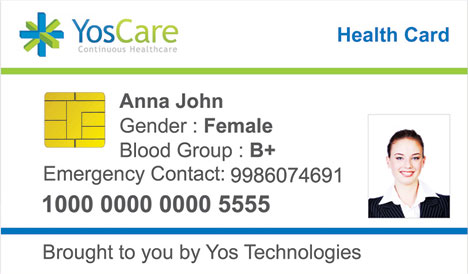 YosCare
Continuous Healthcare
Health Card
Anna John
Gender : Female
Blood Group : B+
Emergency Contact: 9986074691
1000 0000 0000 5555
Brought to you by Yos Technologies